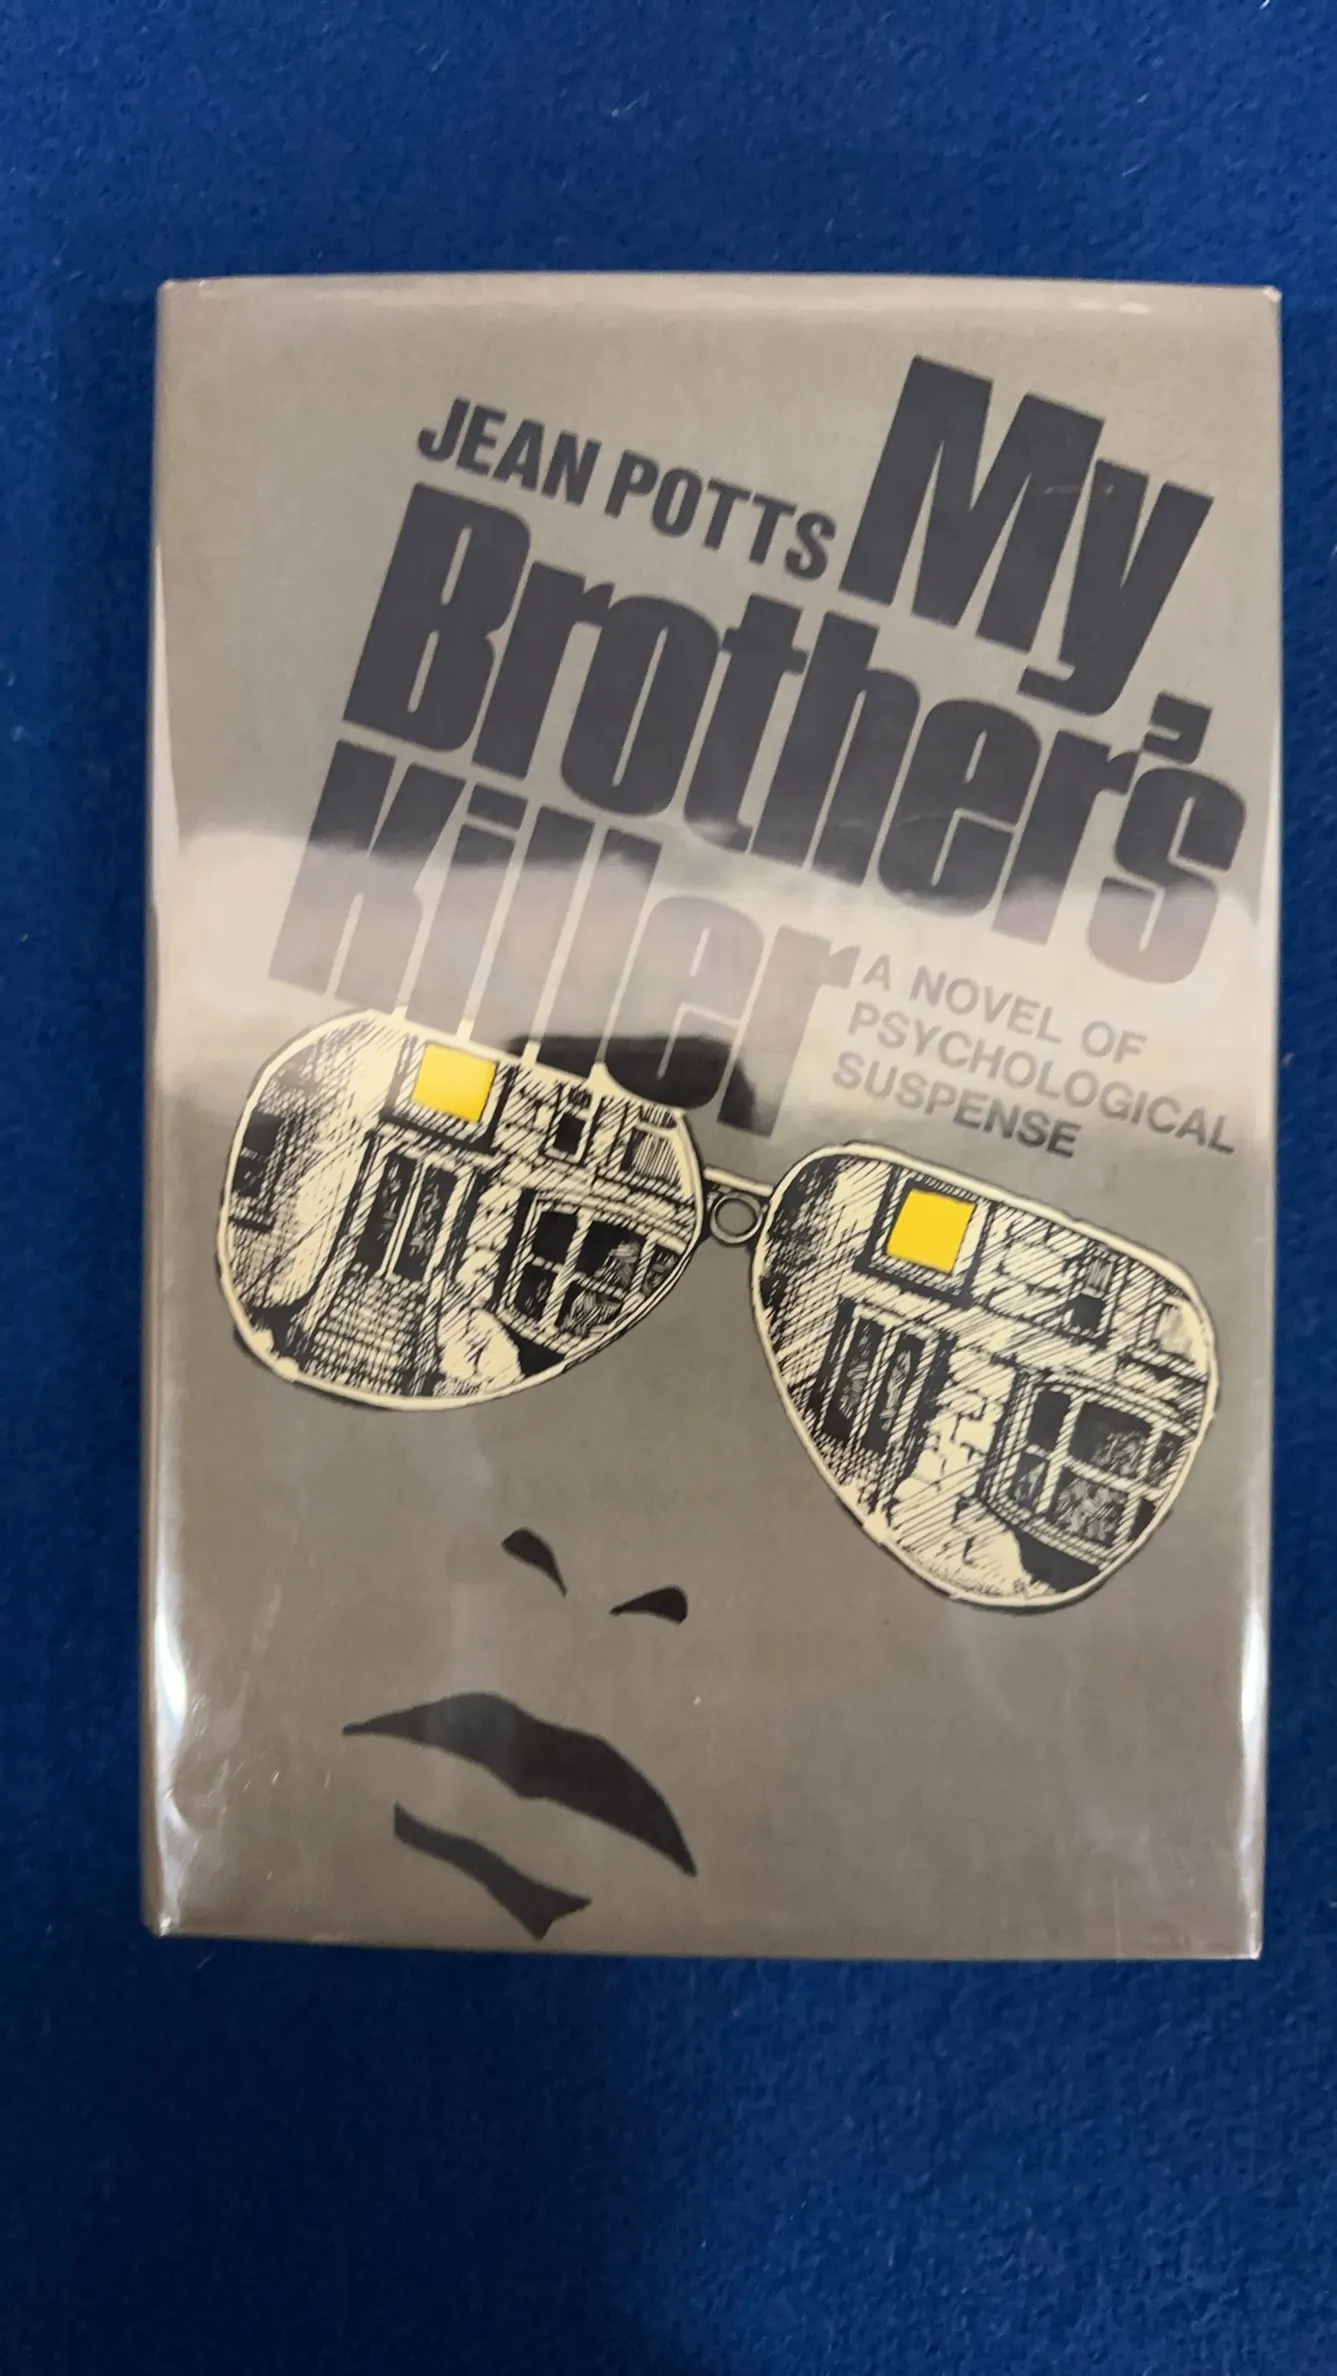 JEAN POTTS
My
Brother's
Killer
A NOVEL OF
PSYCHOLOGICAL
SUSPENSE